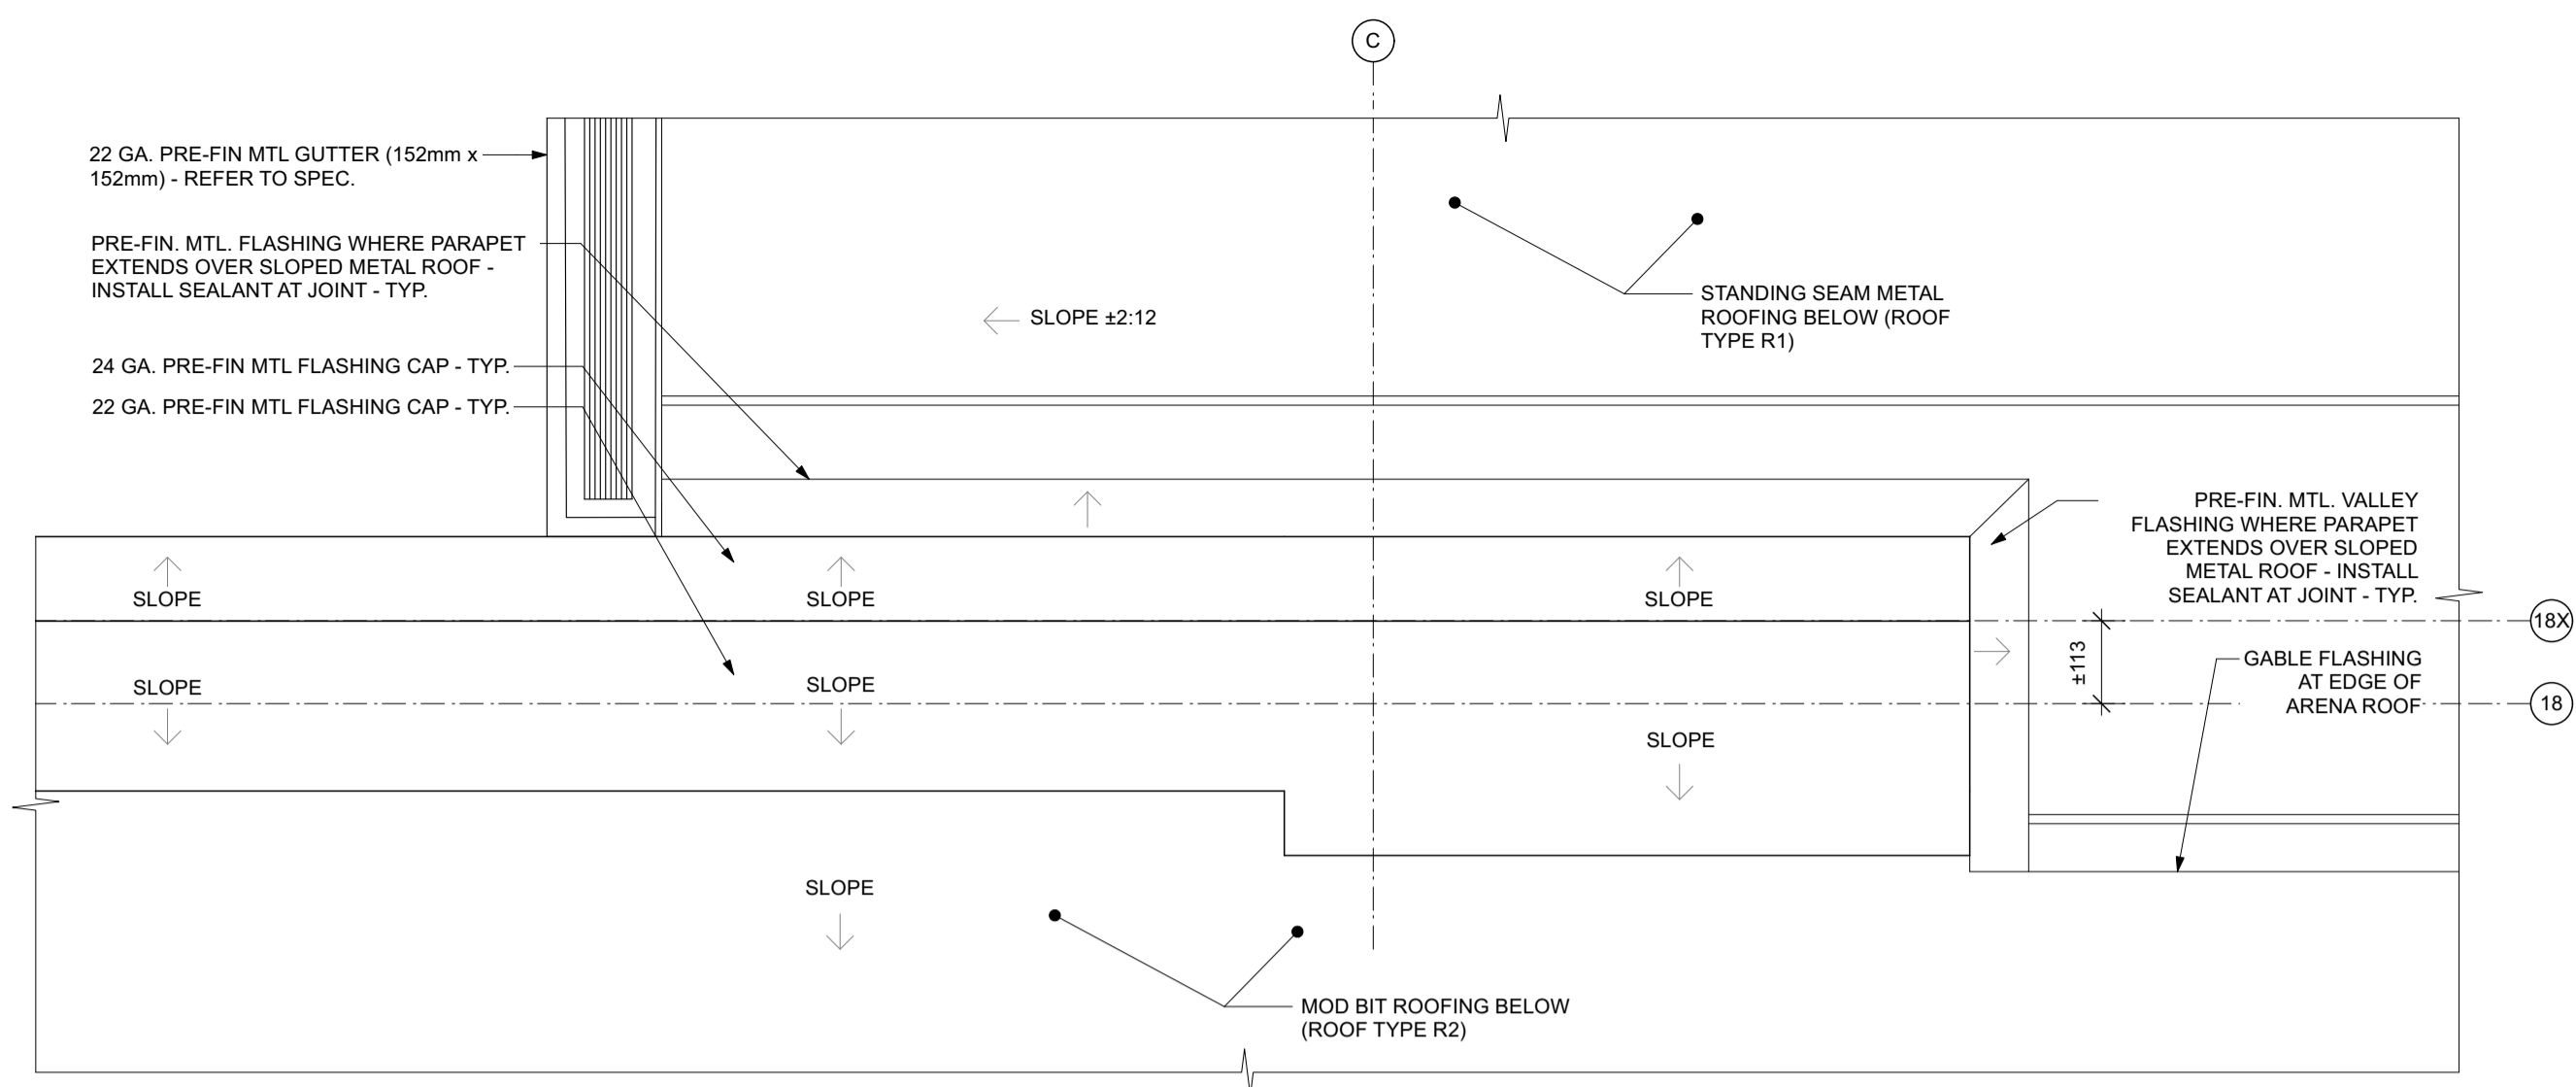 C
22 GA. PRE-FIN MTL GUTTER (152mm x
152mm) - REFER TO SPEC.
PRE-FIN. MTL. FLASHING WHERE PARAPET
EXTENDS OVER SLOPED METAL ROOF -
INSTALL SEALANT AT JOINT - TYP.
STANDING SEAM METAL
ROOFING BELOW (ROOF
TYPE R1)
SLOPE ±2:12
24 GA. PRE-FIN MTL FLASHING CAP - TYP.
22 GA. PRE-FIN MTL FLASHING CAP - TYP.
PRE-FIN. MTL. VALLEY
FLASHING WHERE PARAPET
EXTENDS OVER SLOPED
METAL ROOF - INSTALL
SEALANT AT JOINT - TYP.
SLOPE
SLOPE
SLOPE
18X
±113
GABLE FLASHING
AT EDGE OF
ARENA ROOF
18
SLOPE
SLOPE
SLOPE
SLOPE
MOD BIT ROOFING BELOW
(ROOF TYPE R2)